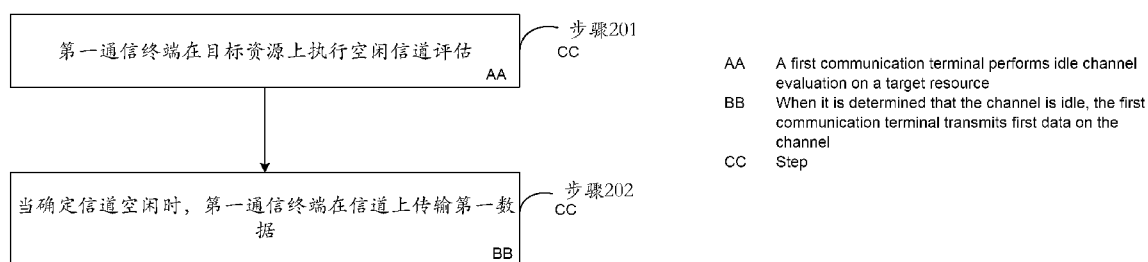 第一通信终端在目标资源上执行空闲信道评估
AA
步骤201
CC
当确定信道空闲时，第一通信终端在信道上传输第一数
据
BB
步骤202
CC
AA A first communication terminal performs idle channel
evaluation on a target resource
BB When it is determined that the channel is idle, the first
communication terminal transmits first data on the
channel
CC Step